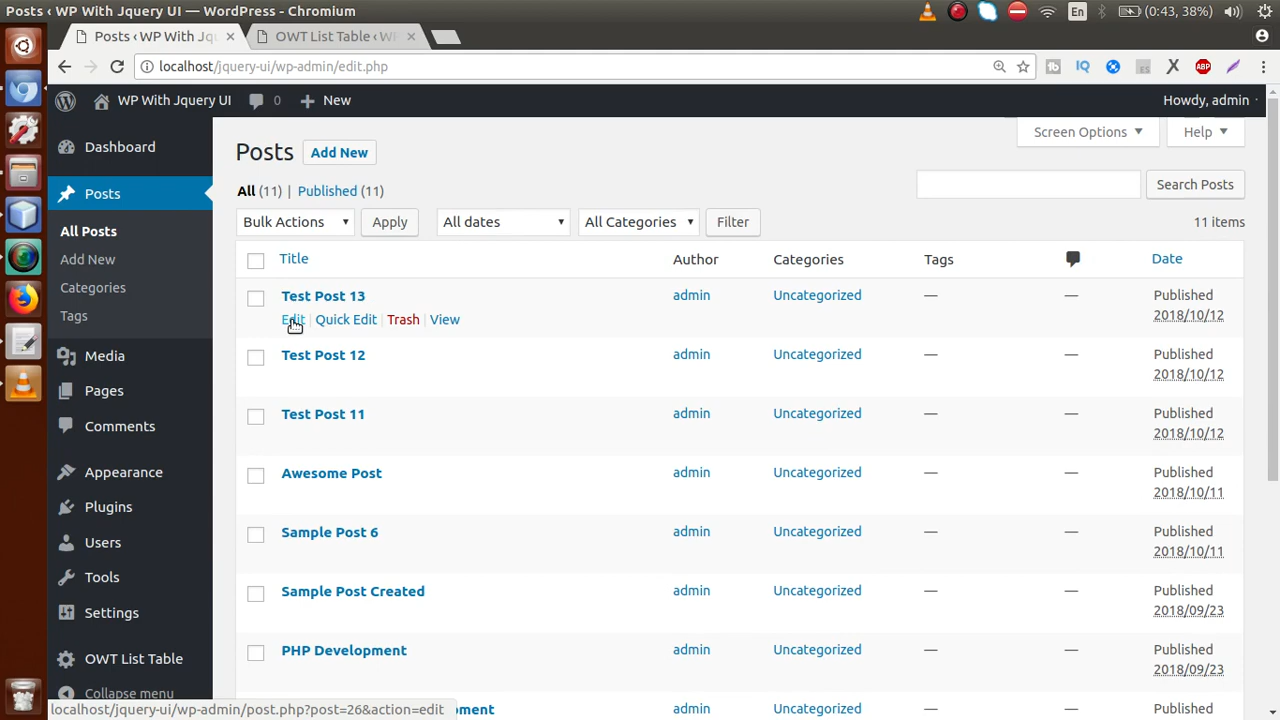 Posts ‹ WP With Jquery UI — WordPress - Chromium
En (0:43, 38%)
Posts ‹ WP With Jqu × OWT List Table ‹ WP ×
localhost/jquery-ui/wp-admin/edit.php
WP With Jquery UI 0 New Howdy, admin
Dashboard
Posts
All Posts
Add New
Categories
Tags
Media
Pages
Comments
Appearance
Plugins
Users
Tools
Settings
OWT List Table
Collapse menu
Screen Options Help
Posts Add New
All (11) | Published (11)
Search Posts
Bulk Actions Apply All dates All Categories Filter 11 items
Title Author Categories Tags Date
Test Post 13 admin Uncategorized — — Published
2018/10/12
Edit | Quick Edit | Trash | View
Test Post 12 admin Uncategorized — — Published
2018/10/12
Test Post 11 admin Uncategorized — — Published
2018/10/12
Awesome Post admin Uncategorized — — Published
2018/10/11
Sample Post 6 admin Uncategorized — — Published
2018/10/11
Sample Post Created admin Uncategorized — — Published
2018/09/23
PHP Development admin Uncategorized — — Published
2018/09/23
admin Uncategorized — — Published
localhost/jquery-ui/wp-admin/post.php?post=26&action=edit